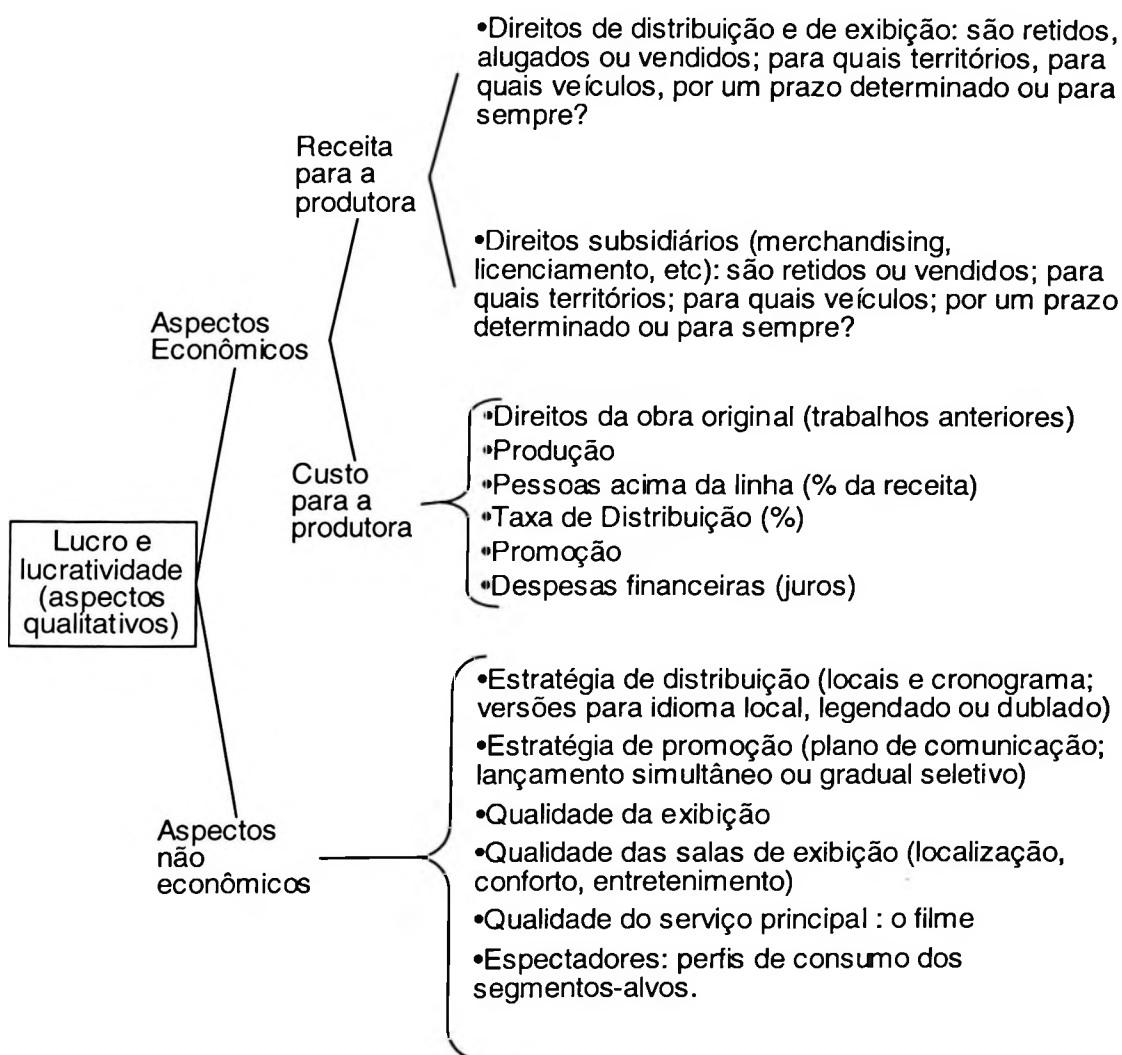 •Direitos de distribuição e de exibição: são retidos,
alugados ou vendidos; para quais territórios, para
quais veículos, por um prazo determinado ou para
sempre?
Receita
para a
produtora
•Direitos subsidiários (merchandising,
licenciamento, etc): são retidos ou vendidos; para
quais territórios; para quais veículos; por um prazo
determinado ou para sempre?
Aspectos
Econômicos
•Direitos da obra original (trabalhos anteriores)
•Produção
•Pessoas acima da linha (% da receita)
•Taxa de Distribuição (%)
•Promoção
•Despesas financeiras (juros)
Custo
para a
produtora
Lucro e
lucratividade
(aspectos
qualitativos)
•Estratégia de distribuição (locais e cronograma;
versões para idioma local, legendado ou dublado)
•Estratégia de promoção (plano de comunicação;
lançamento simultâneo ou gradual seletivo)
•Qualidade da exibição
•Qualidade das salas de exibição (localização,
conforto, entretenimento)
•Qualidade do serviço principal : o filme
•Espectadores: perfis de consumo dos
segmentos-alvos.
Aspectos
não
econômicos